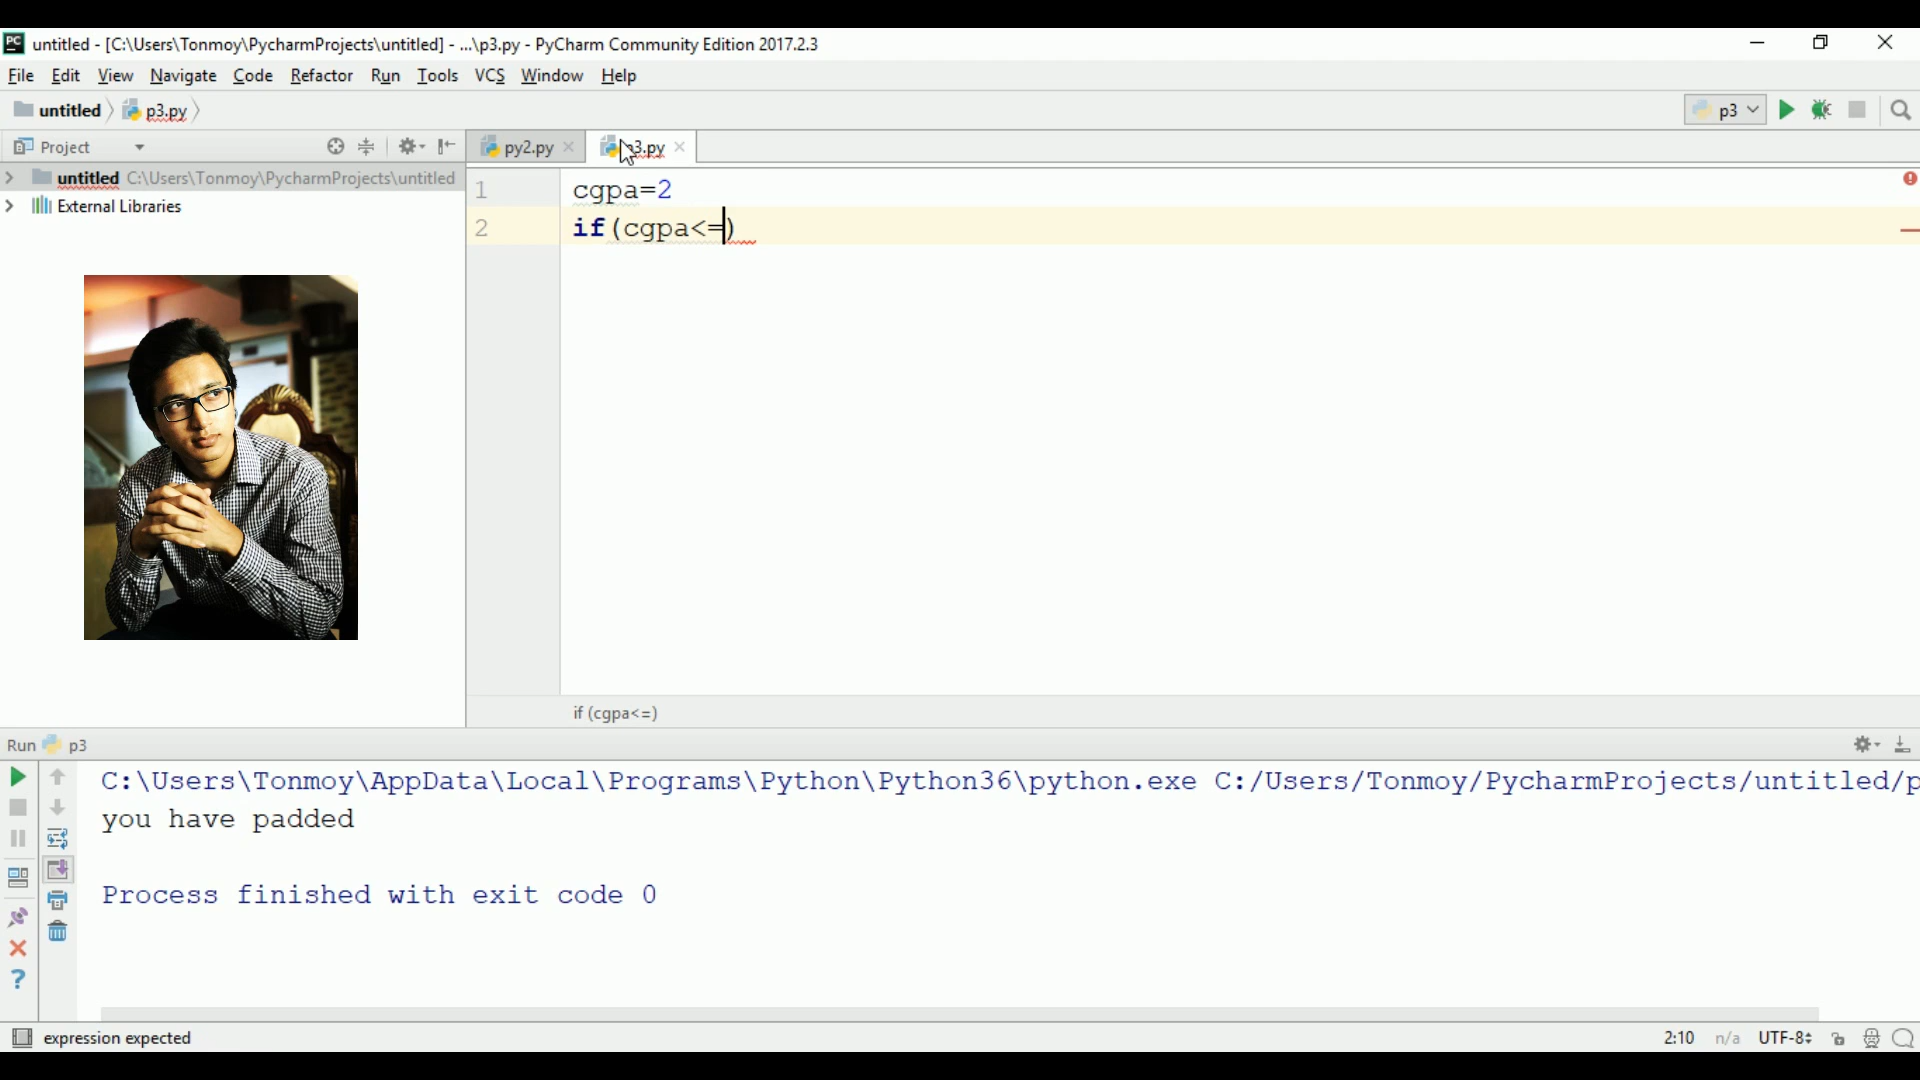 PC untitled - [C:\Users\Tonmoy\PycharmProjects\untitled] - ...\p3.py - PyCharm Community Edition 2017.2.3
File Edit View Navigate Code Refactor Run Tools VCS Window Help
untitled p3.py p3
Project py2.py p3.py
untitled C:\Users\Tonmoy\PycharmProjects\untitled
External Libraries
1 cgpa=2
2 if(cgpa<=)
if (cgpa<=)
Run p3
C:\Users\Tonmoy\AppData\Local\Programs\Python\Python36\python.exe C:/Users/Tonmoy/PycharmProjects/untitled/p
you have padded
Process finished with exit code 0
expression expected 2:10 n/a UTF-8